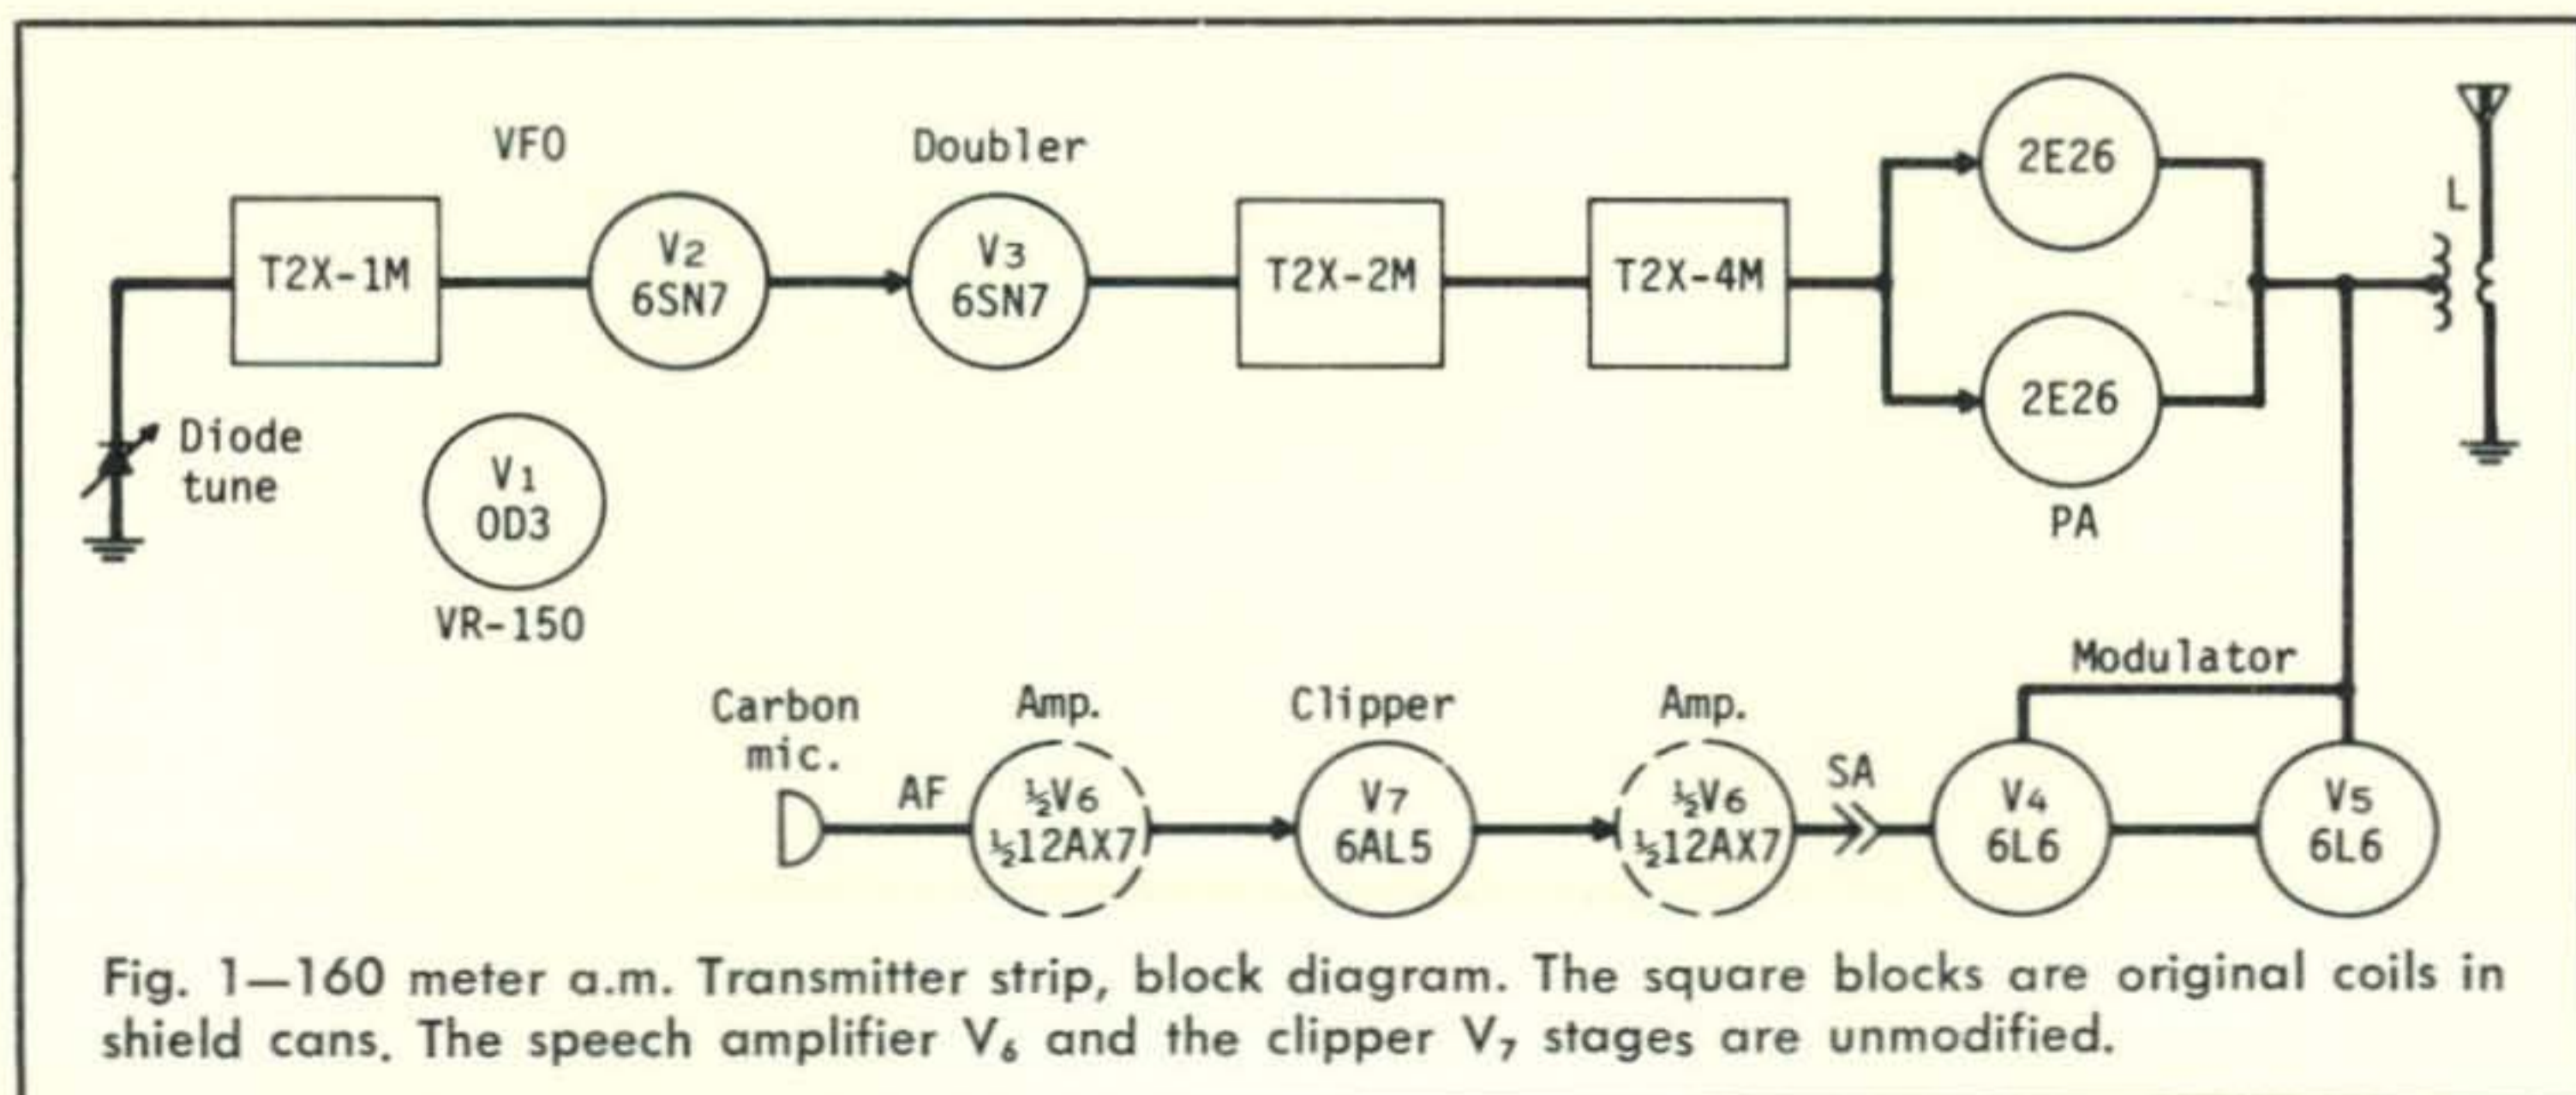 VFO
Doubler
T2X-1M
V2
6SN7
V3
6SN7
T2X-2M
T2X-4M
2E26
2E26
PA
L
Diode
tune
V1
OD3
VR-150
Modulator
Carbon
mic.
AF
Amp.
½V6
½12AX7
Clipper
V7
6AL5
Amp.
½V6
½12AX7
SA
V4
6L6
V5
6L6
Fig. 1—160 meter a.m. Transmitter strip, block diagram. The square blocks are original coils in
shield cans. The speech amplifier V₆ and the clipper V₇ stages are unmodified.